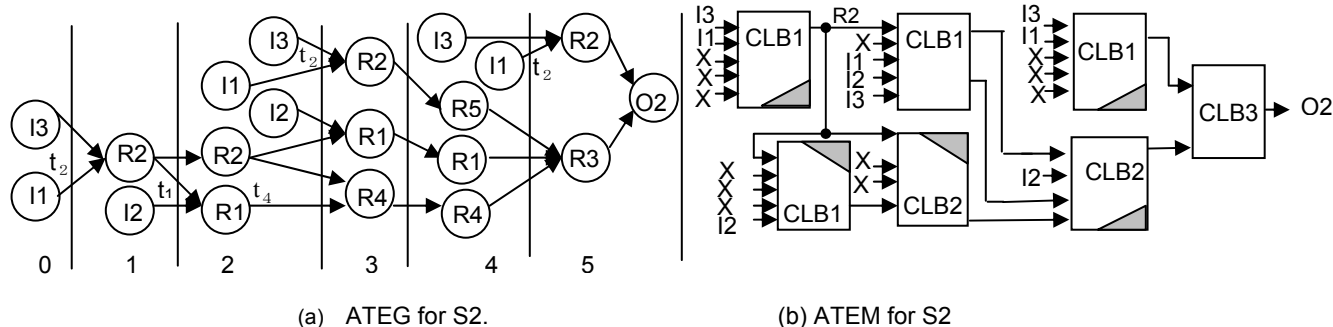 I3
I1
t₂
R2
I2
t₁
I3
t₂
I1
I2
R2
R1
t₄
R2
R1
R4
I3
I1
t₂
R5
R1
R4
R2
R3
O2
0 1 2 3 4 5
(a) ATEG for S2.
I3
I1
X
X
X
CLB1
R2
X
I1
I2
I3
CLB1
I3
I1
X
X
X
CLB1
CLB3
O2
X
X
X
I2
CLB1
X
X
CLB2
I2
CLB2
(b) ATEM for S2